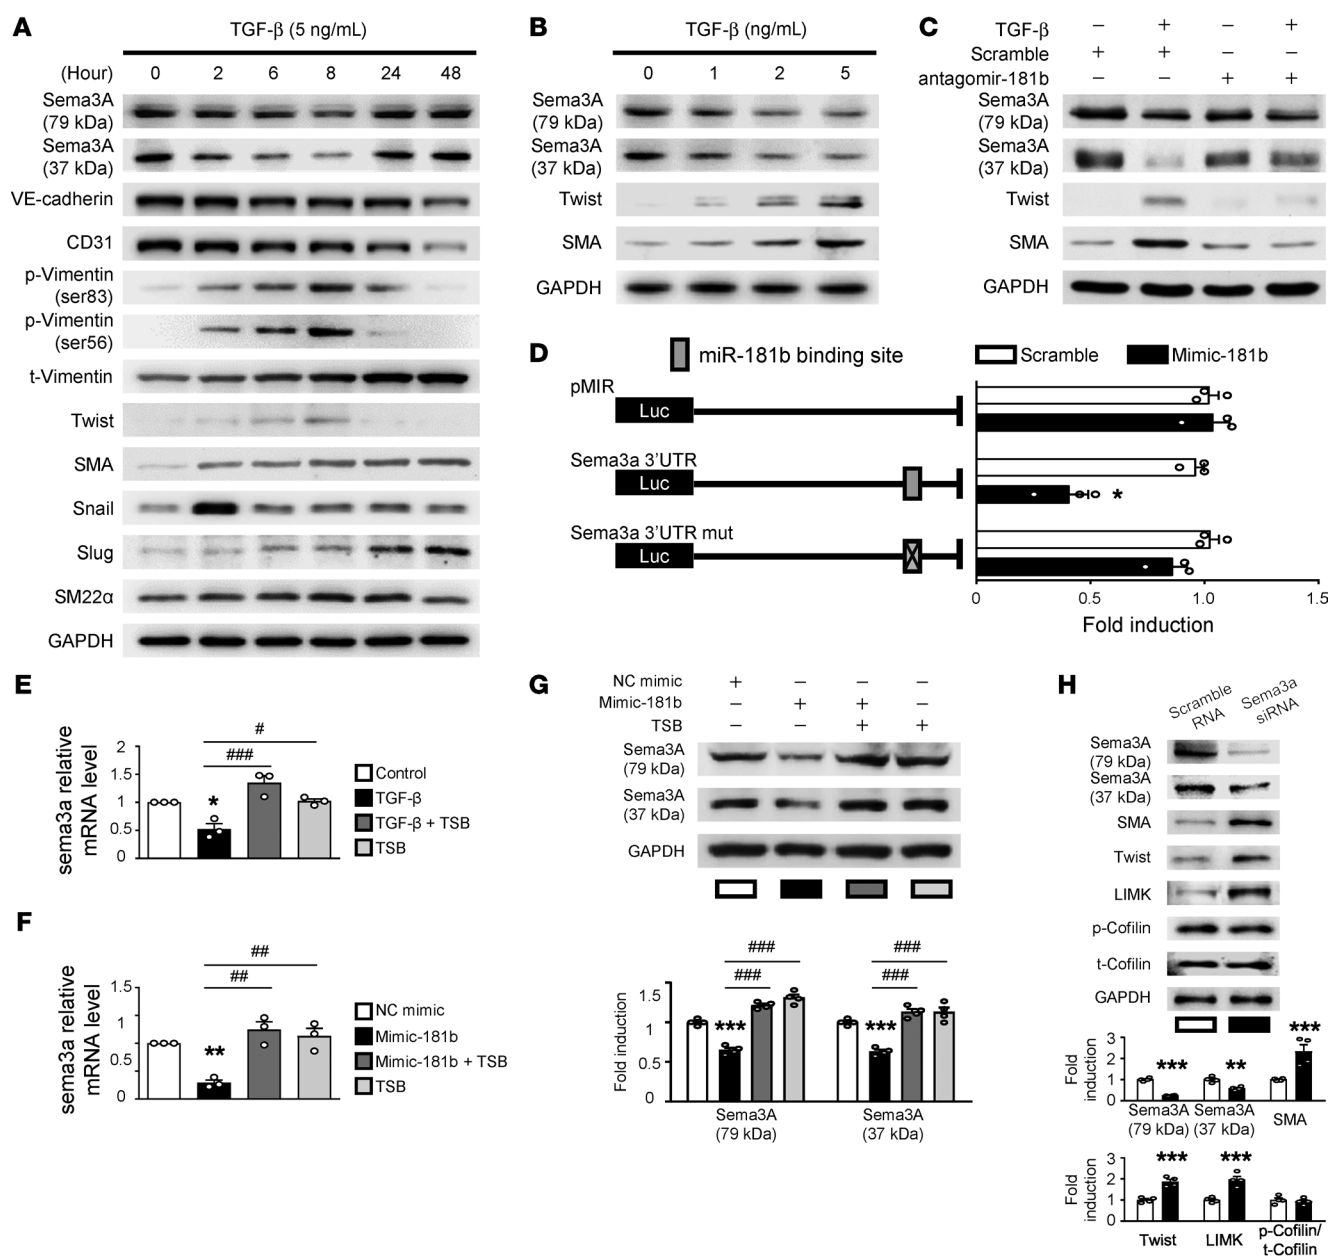 A
TGF-β (5 ng/mL)
(Hour) 0 2 6 8 24 48
Sema3A
(79 kDa)
Sema3A
(37 kDa)
VE-cadherin
CD31
p-Vimentin
(ser83)
p-Vimentin
(ser56)
t-Vimentin
Twist
SMA
Snail
Slug
SM22α
GAPDH
B
TGF-β (ng/mL)
0 1 2 5
Sema3A
(79 kDa)
Sema3A
(37 kDa)
Twist
SMA
GAPDH
C
TGF-β – + – +
Scramble + + – –
antagomir-181b – – + +
Sema3A
(79 kDa)
Sema3A
(37 kDa)
Twist
SMA
GAPDH
D
miR-181b binding site
Scramble Mimic-181b
pMIR
Luc
Sema3a 3'UTR
Luc
*
Sema3a 3'UTR mut
Luc
0 0.5 1.0 1.5
Fold induction
E
sema3a relative
mRNA level
2
1.5
1
0.5
0
#
###
*
Control
TGF-β
TGF-β + TSB
TSB
F
sema3a relative
mRNA level
1.5
1
0.5
0
##
##
**
NC mimic
Mimic-181b
Mimic-181b + TSB
TSB
G
NC mimic + – – –
Mimic-181b – + + –
TSB – – + +
Sema3A
(79 kDa)
Sema3A
(37 kDa)
GAPDH
Fold induction
1.5
1
0.5
0
### ###
### ###
*** ***
Sema3A
(79 kDa)
Sema3A
(37 kDa)
H
Scramble
RNA
Sema3a
siRNA
Sema3A
(79 kDa)
Sema3A
(37 kDa)
SMA
Twist
LIMK
p-Cofilin
t-Cofilin
GAPDH
Fold
induction
3
2
1
0
*** ** ***
Sema3A
(79 kDa)
Sema3A
(37 kDa)
SMA
Fold
induction
3
2
1
0
*** ***
Twist
LIMK
p-Cofilin/
t-Cofilin